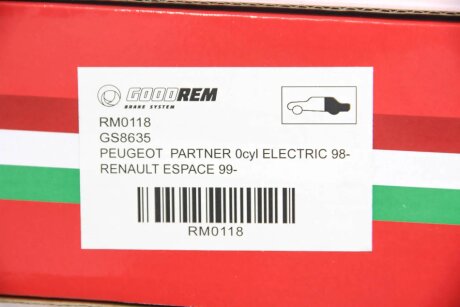 GOODREM
BRAKE SYSTEM
RM0118
GS8635
PEUGEOT PARTNER 0cyl ELECTRIC 98-
RENAULT ESPACE 99-
RM0118